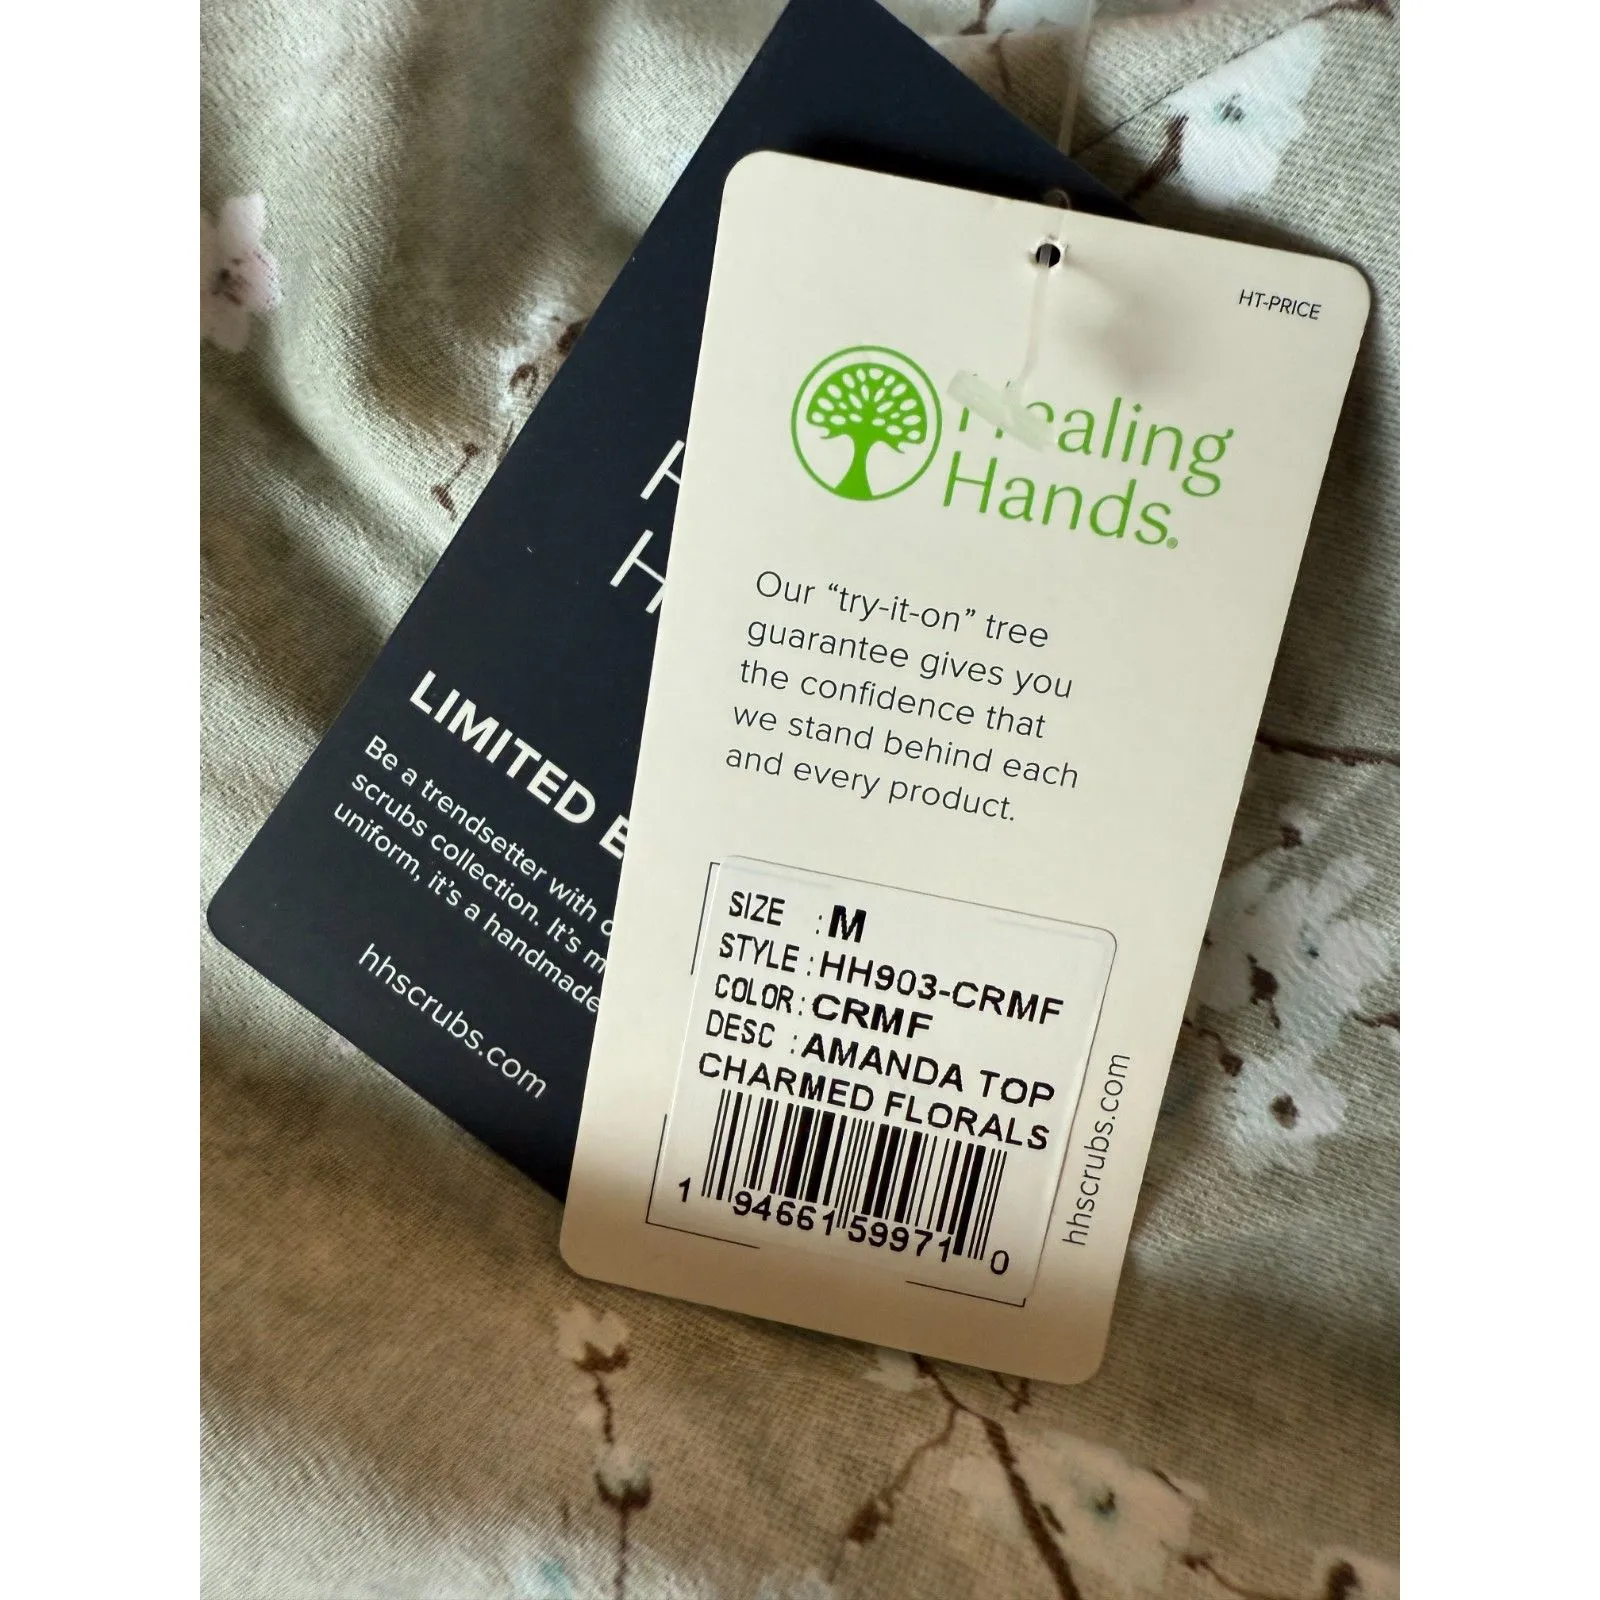 HT-PRICE
Healing
Hands.
Our “try-it-on” tree
guarantee gives you
the confidence that
we stand behind each
and every product.
SIZE : M
STYLE : HH903-CRMF
COLOR : CRMF
DESC : AMANDA TOP
CHARMED FLORALS
1 94661 59971 0
hhscrubs.com
H
H
LIMITED E
Be a trendsetter with
scrubs collection. It's
uniform, it's a handmade
hhscrubs.com